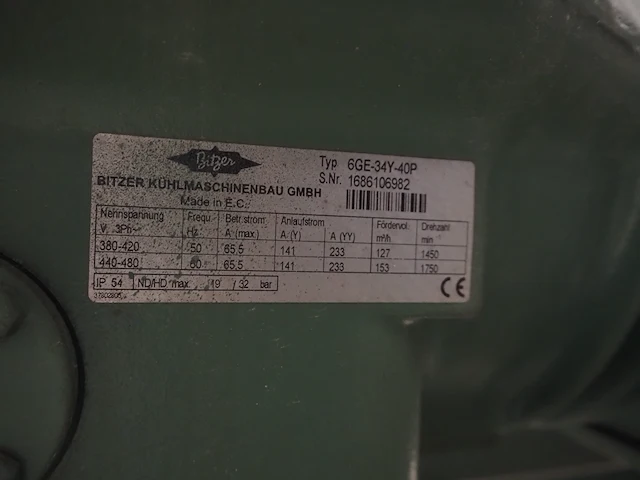 Bitzer
Typ 6GE-34Y-40P
S.Nr. 1686106982
BITZER KÜHLMASCHINENBAU GMBH
Made in E.C.
Nennspannung Frequ. Betr.strom Anlaufstrom Fördervol. Drehzahl
V, 3Ph~ Hz A (max.) A (Y) A (YY) m³/h min
380-420 50 65.5 141 233 127 1450
440-480 60 65.5 141 233 153 1750
IP 54 ND/HD max. 19 / 32 bar
CE